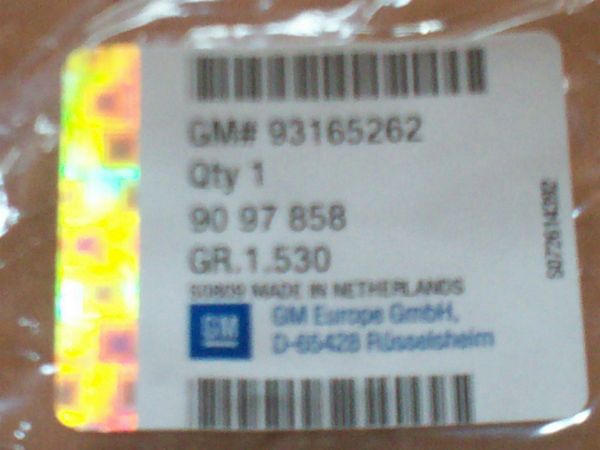 GM# 93165262
Qty 1
90 97 858
GR.1.530
MADE IN NETHERLANDS
GM
GM Europe GmbH,
D-65428 Rüsselsheim